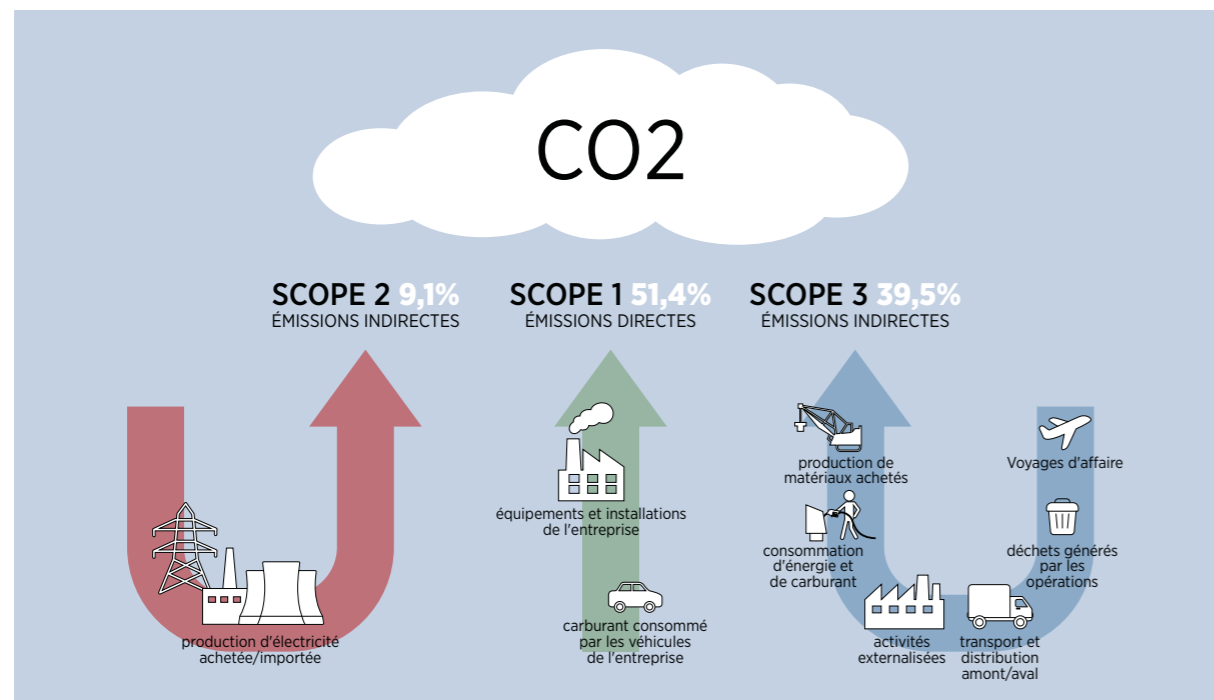 CO2
SCOPE 2 9,1%
ÉMISSIONS INDIRECTES
SCOPE 1 51,4%
ÉMISSIONS DIRECTES
SCOPE 3 39,5%
ÉMISSIONS INDIRECTES
production d'électricité
achetée/importée
équipements et installations
de l'entreprise
carburant consommé
par les véhicules
de l'entreprise
production de
matériaux achetés
consommation
d'énergie et
de carburant
activités
externalisées
transport et
distribution
amont/aval
déchets générés
par les
opérations
Voyages d'affaire